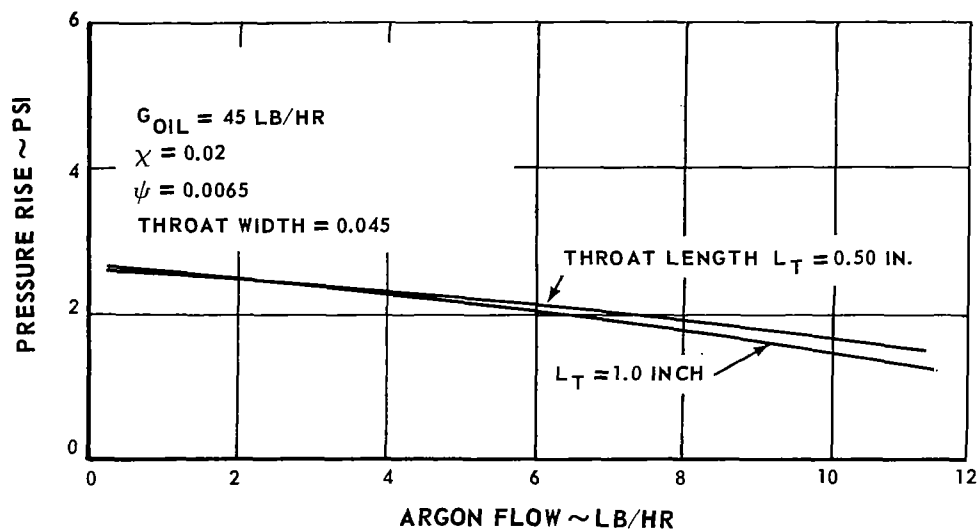 6
4
2
0
PRESSURE RISE ~ PSI
G_OIL = 45 LB/HR
χ = 0.02
ψ = 0.0065
THROAT WIDTH = 0.045
THROAT LENGTH L_T = 0.50 IN.
L_T = 1.0 INCH
0 2 4 6 8 10 12
ARGON FLOW ~ LB/HR